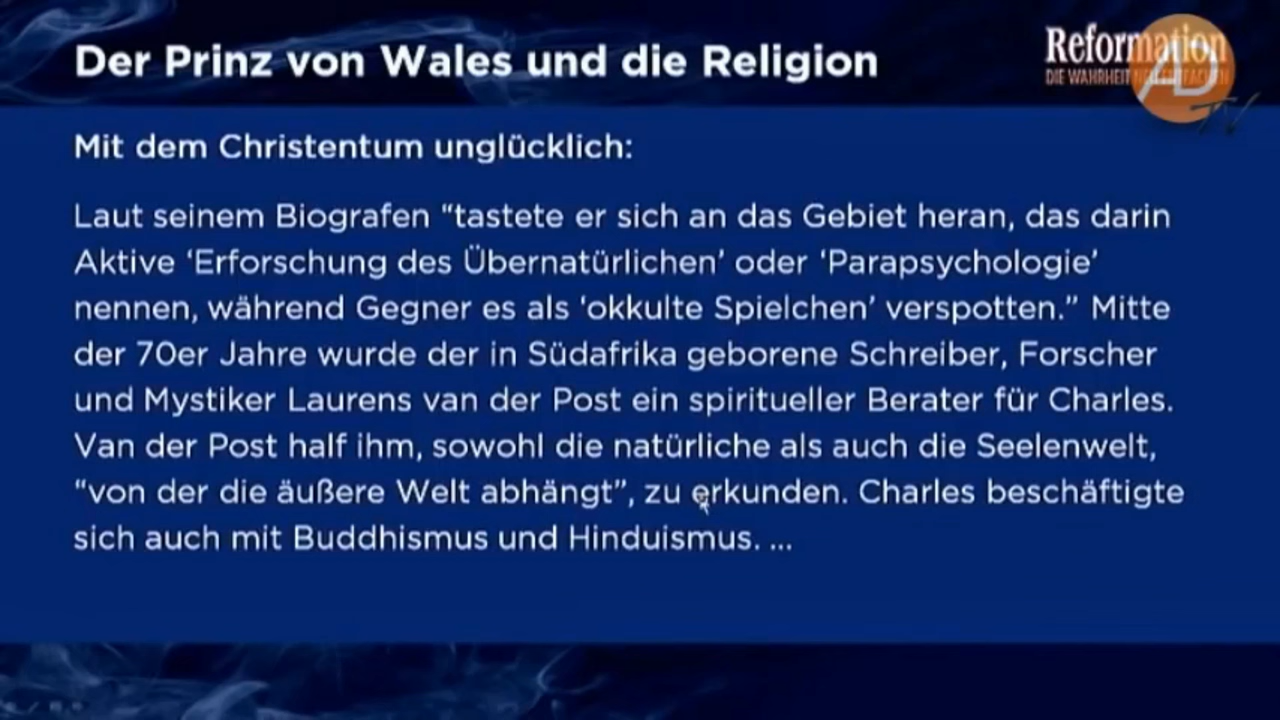 Der Prinz von Wales und die Religion
Reformation
DIE WAHRHEIT
AD
TV
Mit dem Christentum unglücklich:
Laut seinem Biografen “tastete er sich an das Gebiet heran, das darin
Aktive ‘Erforschung des Übernatürlichen’ oder ‘Parapsychologie’
nennen, während Gegner es als ‘okkulte Spielchen’ verspotten.” Mitte
der 70er Jahre wurde der in Südafrika geborene Schreiber, Forscher
und Mystiker Laurens van der Post ein spiritueller Berater für Charles.
Van der Post half ihm, sowohl die natürliche als auch die Seelenwelt,
“von der die äußere Welt abhängt”, zu erkunden. Charles beschäftigte
sich auch mit Buddhismus und Hinduismus. ...